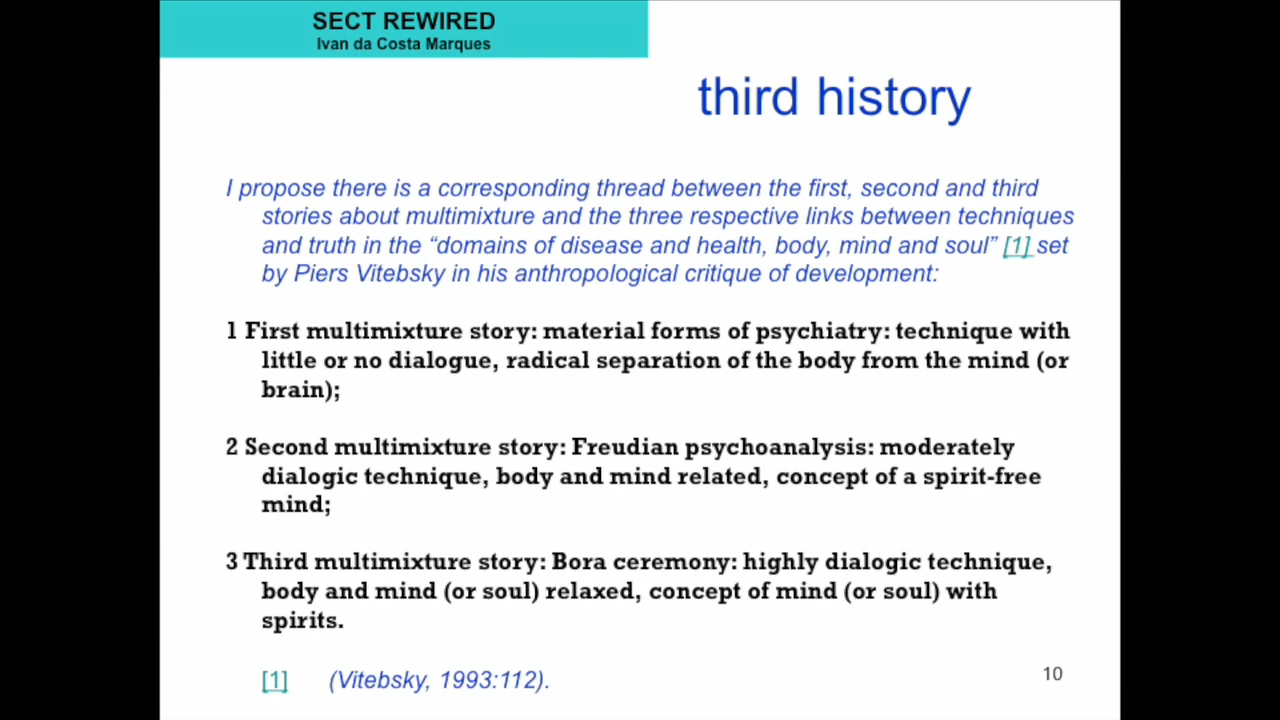 SECT REWIRED
Ivan da Costa Marques
third history
I propose there is a corresponding thread between the first, second and third
stories about multimixture and the three respective links between techniques
and truth in the “domains of disease and health, body, mind and soul” [1] set
by Piers Vitebsky in his anthropological critique of development:
1 First multimixture story: material forms of psychiatry: technique with
little or no dialogue, radical separation of the body from the mind (or
brain);
2 Second multimixture story: Freudian psychoanalysis: moderately
dialogic technique, body and mind related, concept of a spirit-free
mind;
3 Third multimixture story: Bora ceremony: highly dialogic technique,
body and mind (or soul) relaxed, concept of mind (or soul) with
spirits.
[1] (Vitebsky, 1993:112).
10